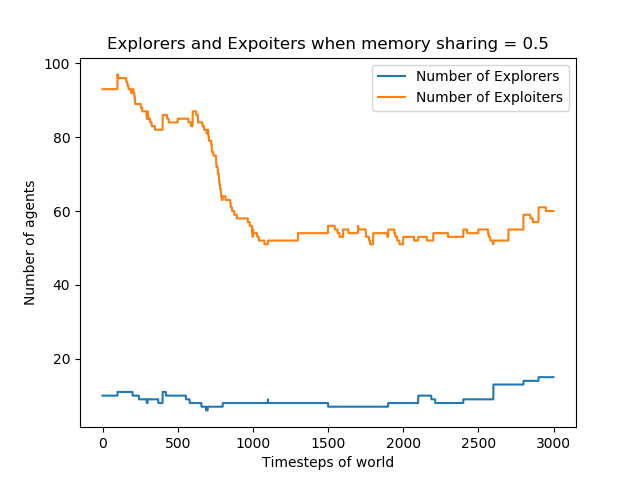 Explorers and Expoiters when memory sharing = 0.5
Number of Explorers
Number of Exploiters
Number of agents
100
80
60
40
20
0 500 1000 1500 2000 2500 3000
Timesteps of world